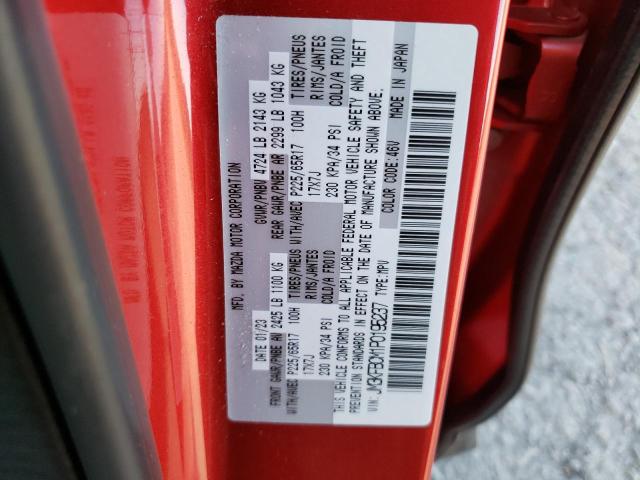 MFD. BY MAZDA MOTOR CORPORATION
DATE 01/23 GVWR/PNBV 4724 LB 2143 KG
FRONT GAWR/PNBE AV 2425 LB 1100 KG REAR GAWR/PNBE AR 2299 LB 1043 KG
WITH/AVEC P225/65R17 100H TIRES/PNEUS WITH/AVEC P225/65R17 100H TIRES/PNEUS
17X7J RIMS/JANTES 17X7J RIMS/JANTES
230 KPA/34 PSI COLD/A FROID 230 KPA/34 PSI COLD/A FROID
THIS VEHICLE CONFORMS TO ALL APPLICABLE FEDERAL MOTOR VEHICLE SAFETY AND THEFT
PREVENTION STANDARDS IN EFFECT ON THE DATE OF MANUFACTURE SHOWN ABOVE.
VIN: JM3KFBCM1P0195237 TYPE: MPV COLOR CODE: 46V MADE IN JAPAN